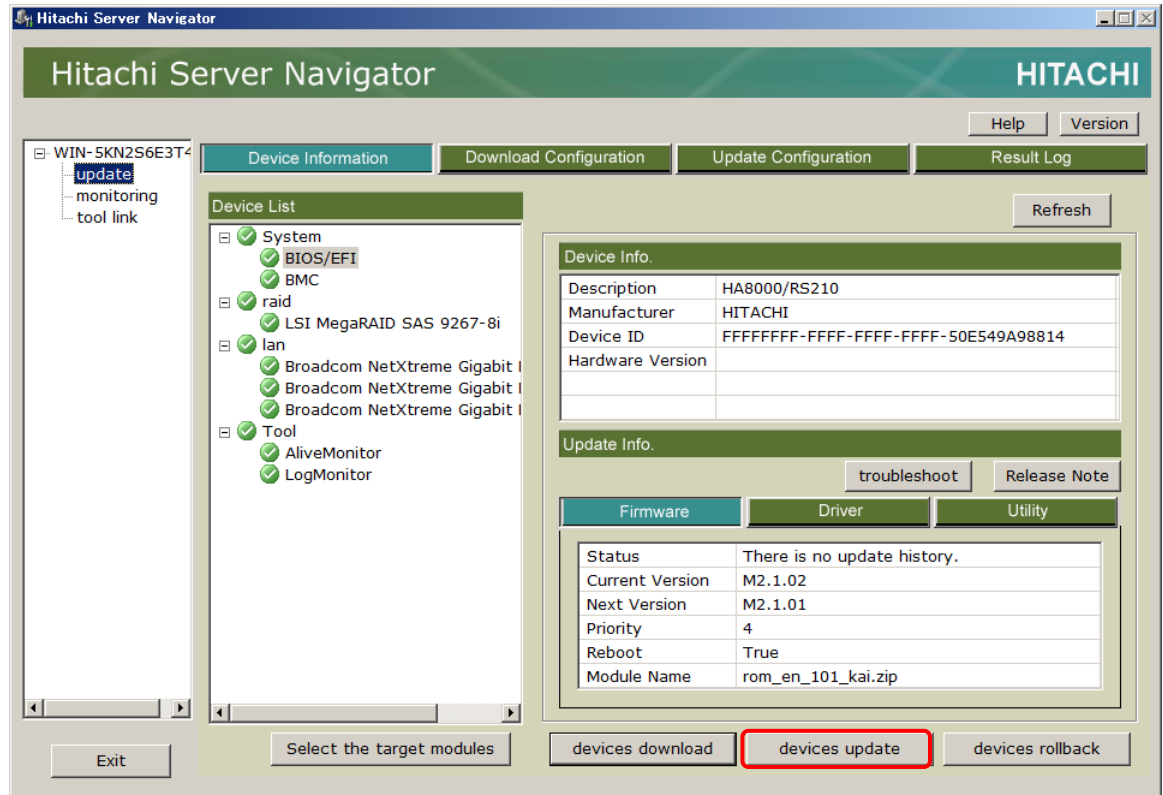 Hitachi Server Navigator
Hitachi Server Navigator
HITACHI
Help
Version
WIN-5KN2S6E3T4
update
monitoring
tool link
Device Information
Download Configuration
Update Configuration
Result Log
Device List
Refresh
System
BIOS/EFI
BMC
raid
LSI MegaRAID SAS 9267-8i
lan
Broadcom NetXtreme Gigabit
Broadcom NetXtreme Gigabit
Broadcom NetXtreme Gigabit
Tool
AliveMonitor
LogMonitor
Device Info.
Description HA8000/RS210
Manufacturer HITACHI
Device ID FFFFFFFF-FFFF-FFFF-FFFF-50E549A98814
Hardware Version
Update Info.
troubleshoot
Release Note
Firmware
Driver
Utility
Status There is no update history.
Current Version M2.1.02
Next Version M2.1.01
Priority 4
Reboot True
Module Name rom_en_101_kai.zip
Select the target modules
devices download
devices update
devices rollback
Exit